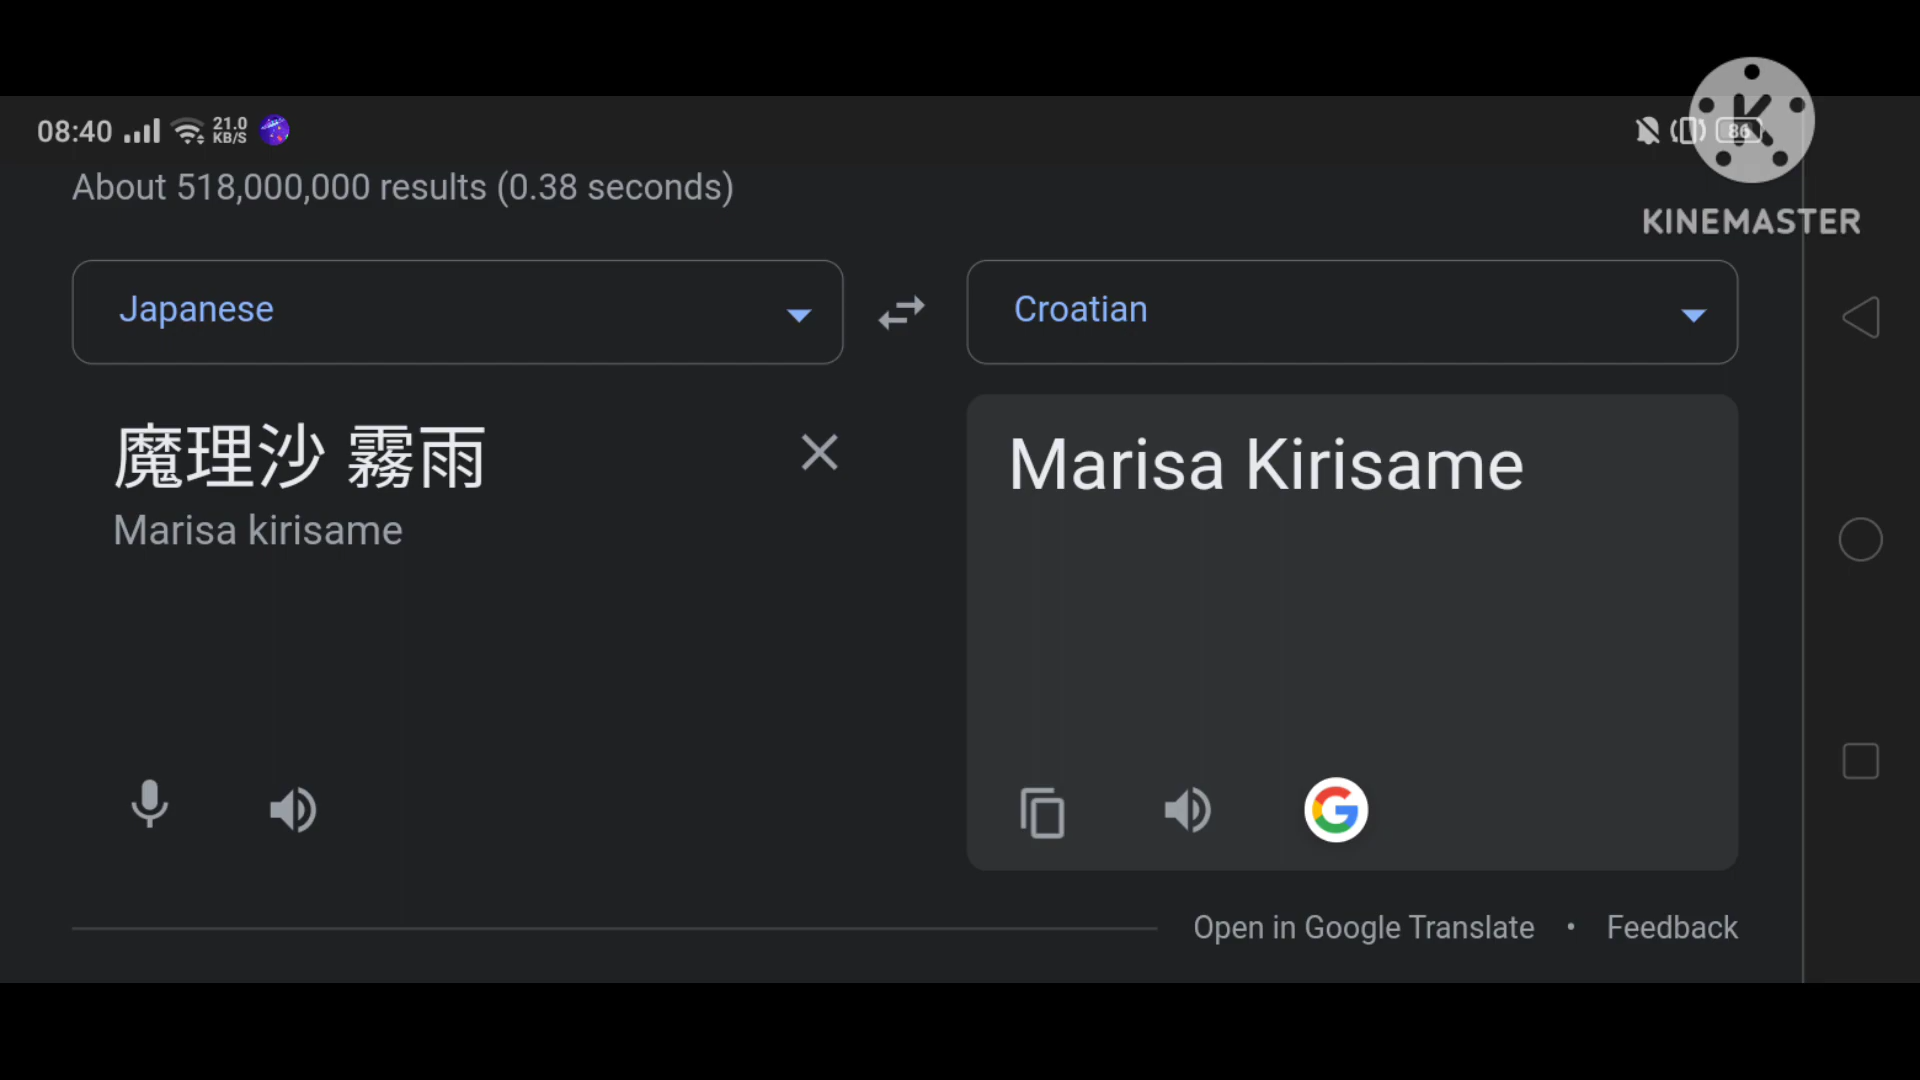 08:40 21.0 KB/S 86
KINEMASTER
About 518,000,000 results (0.38 seconds)
Japanese
Croatian
魔理沙 霧雨
Marisa kirisame
Marisa Kirisame
Open in Google Translate • Feedback